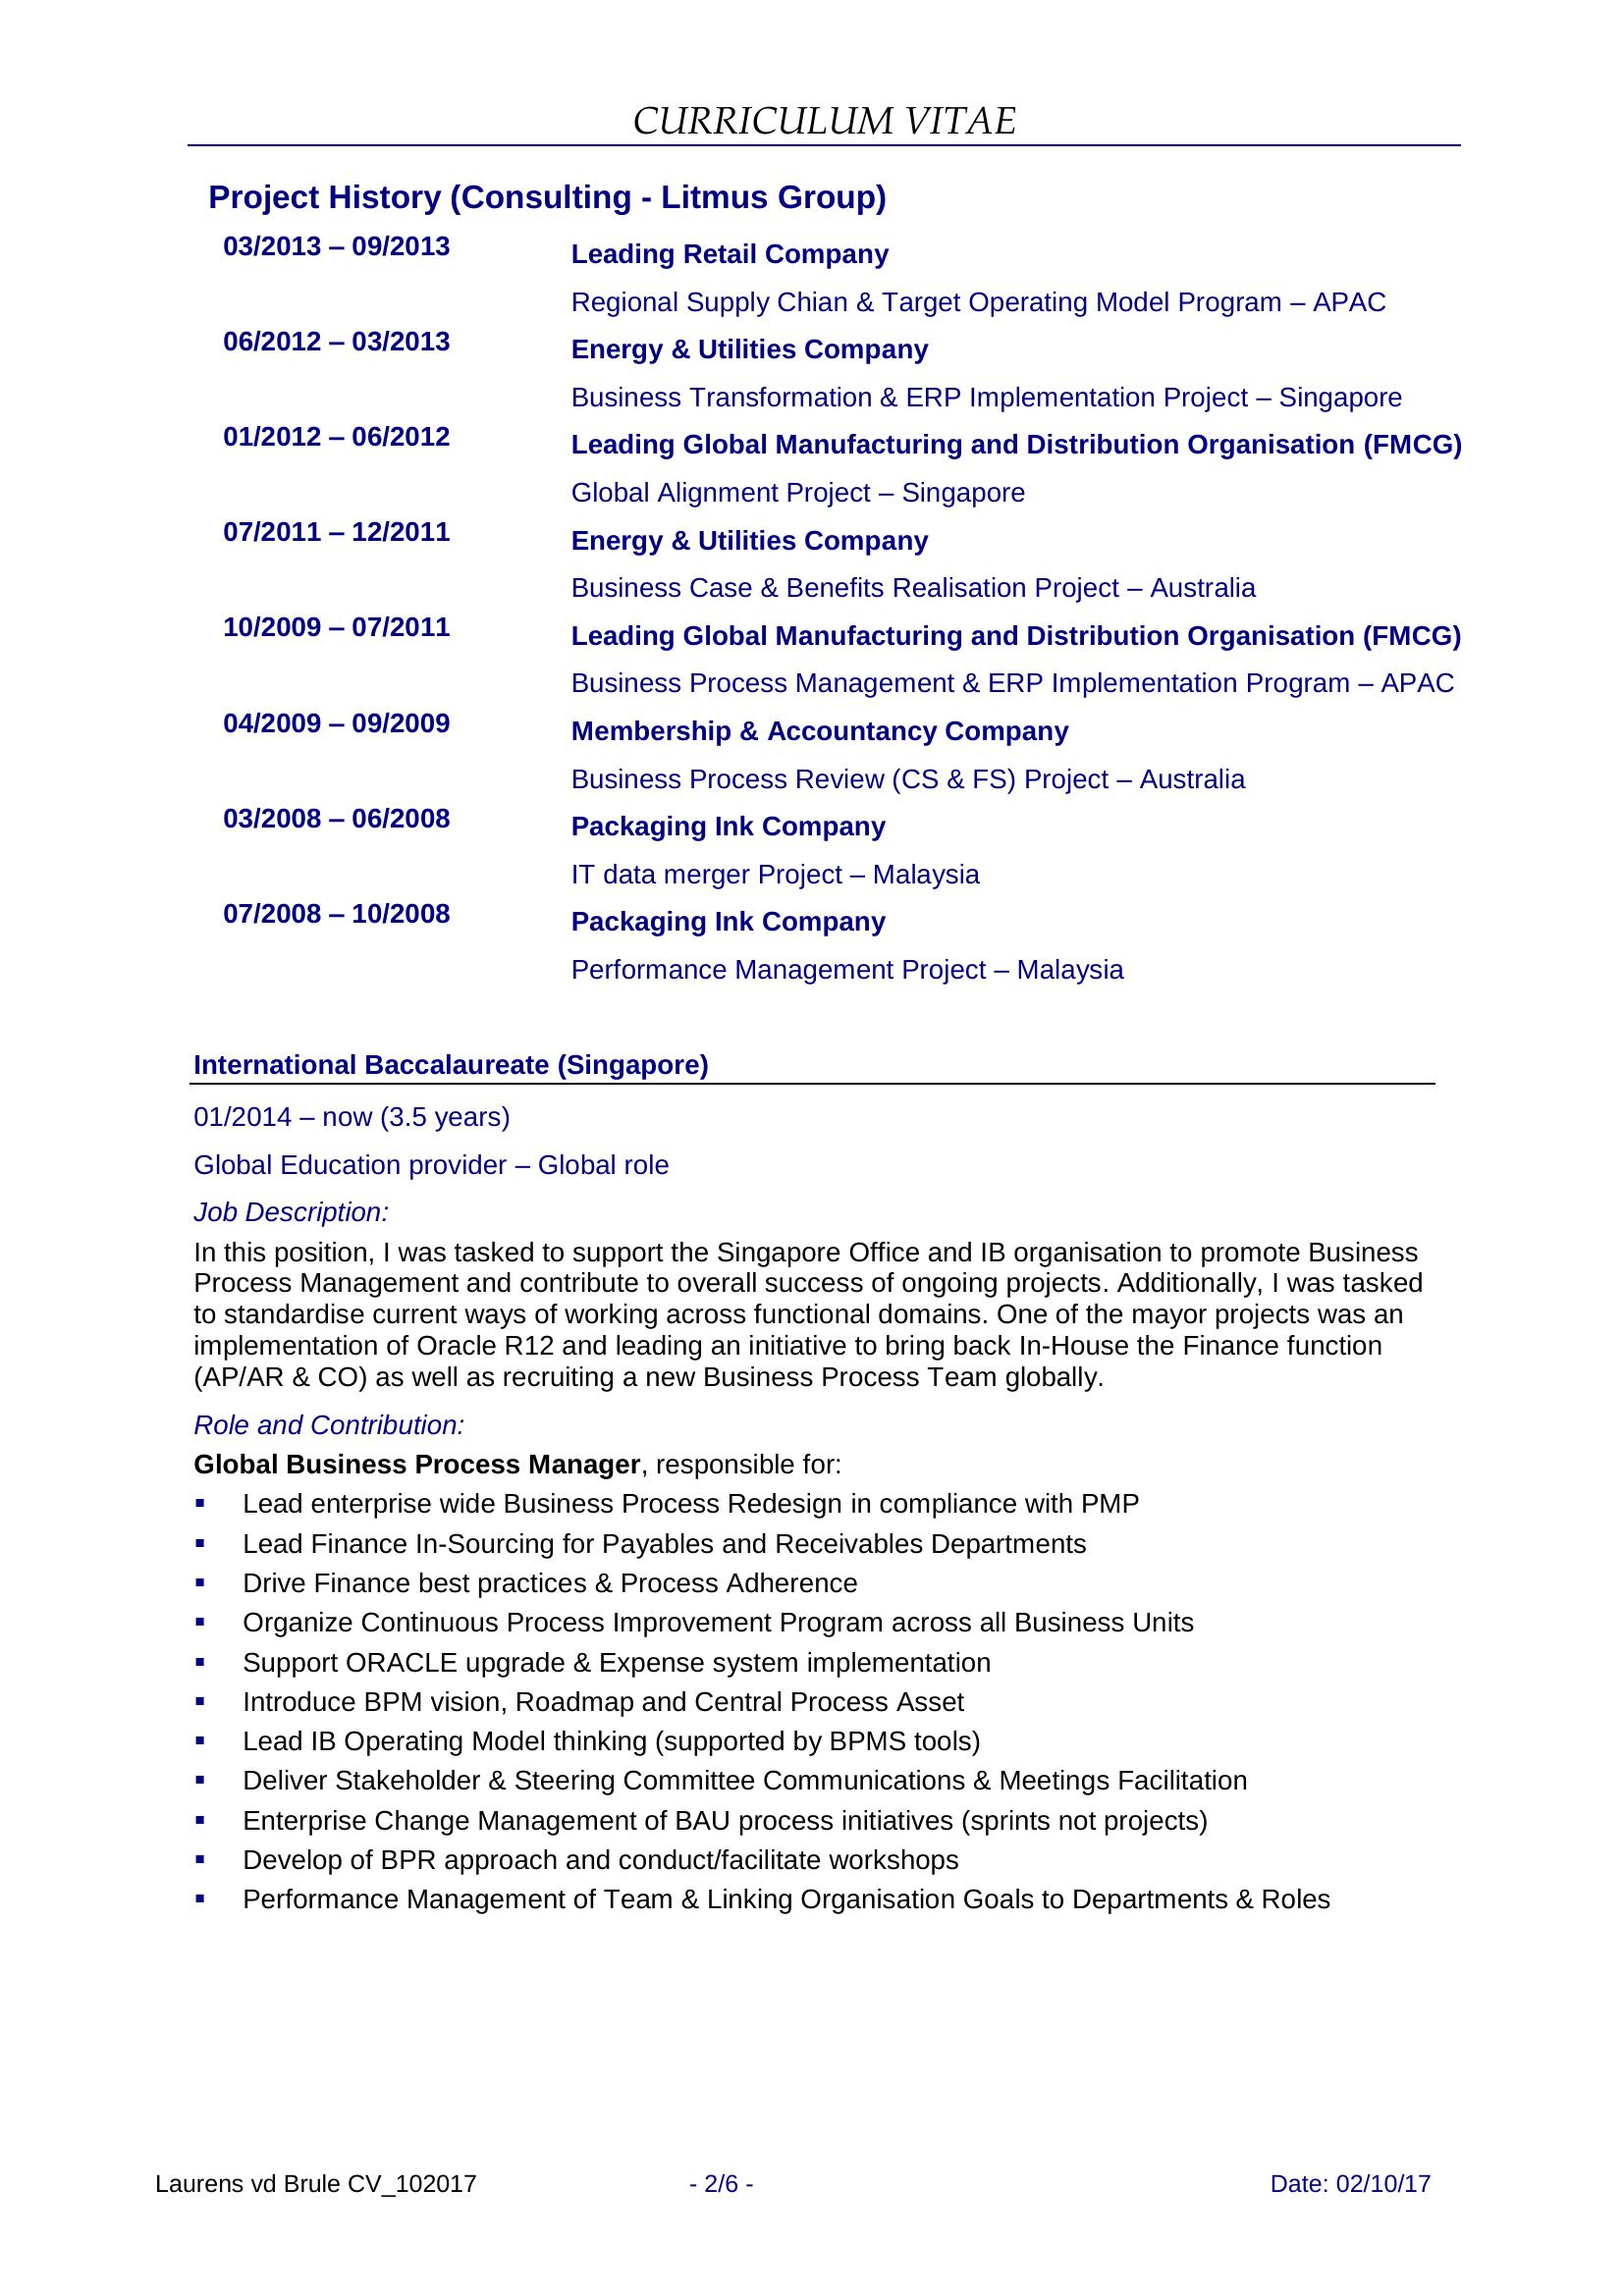 CURRICULUM VITAE
Project History (Consulting - Litmus Group)
03/2013 – 09/2013 Leading Retail Company
Regional Supply Chian & Target Operating Model Program – APAC
06/2012 – 03/2013 Energy & Utilities Company
Business Transformation & ERP Implementation Project – Singapore
01/2012 – 06/2012 Leading Global Manufacturing and Distribution Organisation (FMCG)
Global Alignment Project – Singapore
07/2011 – 12/2011 Energy & Utilities Company
Business Case & Benefits Realisation Project – Australia
10/2009 – 07/2011 Leading Global Manufacturing and Distribution Organisation (FMCG)
Business Process Management & ERP Implementation Program – APAC
04/2009 – 09/2009 Membership & Accountancy Company
Business Process Review (CS & FS) Project – Australia
03/2008 – 06/2008 Packaging Ink Company
IT data merger Project – Malaysia
07/2008 – 10/2008 Packaging Ink Company
Performance Management Project – Malaysia
International Baccalaureate (Singapore)
01/2014 – now (3.5 years)
Global Education provider – Global role
Job Description:
In this position, I was tasked to support the Singapore Office and IB organisation to promote Business
Process Management and contribute to overall success of ongoing projects. Additionally, I was tasked
to standardise current ways of working across functional domains. One of the mayor projects was an
implementation of Oracle R12 and leading an initiative to bring back In-House the Finance function
(AP/AR & CO) as well as recruiting a new Business Process Team globally.
Role and Contribution:
Global Business Process Manager, responsible for:
▪ Lead enterprise wide Business Process Redesign in compliance with PMP
▪ Lead Finance In-Sourcing for Payables and Receivables Departments
▪ Drive Finance best practices & Process Adherence
▪ Organize Continuous Process Improvement Program across all Business Units
▪ Support ORACLE upgrade & Expense system implementation
▪ Introduce BPM vision, Roadmap and Central Process Asset
▪ Lead IB Operating Model thinking (supported by BPMS tools)
▪ Deliver Stakeholder & Steering Committee Communications & Meetings Facilitation
▪ Enterprise Change Management of BAU process initiatives (sprints not projects)
▪ Develop of BPR approach and conduct/facilitate workshops
▪ Performance Management of Team & Linking Organisation Goals to Departments & Roles
Laurens vd Brule CV_102017 - 2/6 - Date: 02/10/17